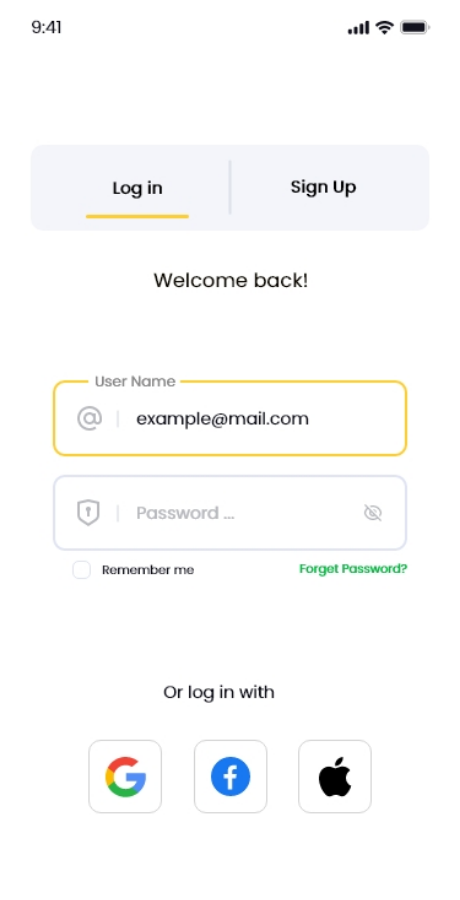 9:41
Log in
Sign Up
Welcome back!
User Name
example@mail.com
Password ...
Remember me
Forget Password?
Or log in with